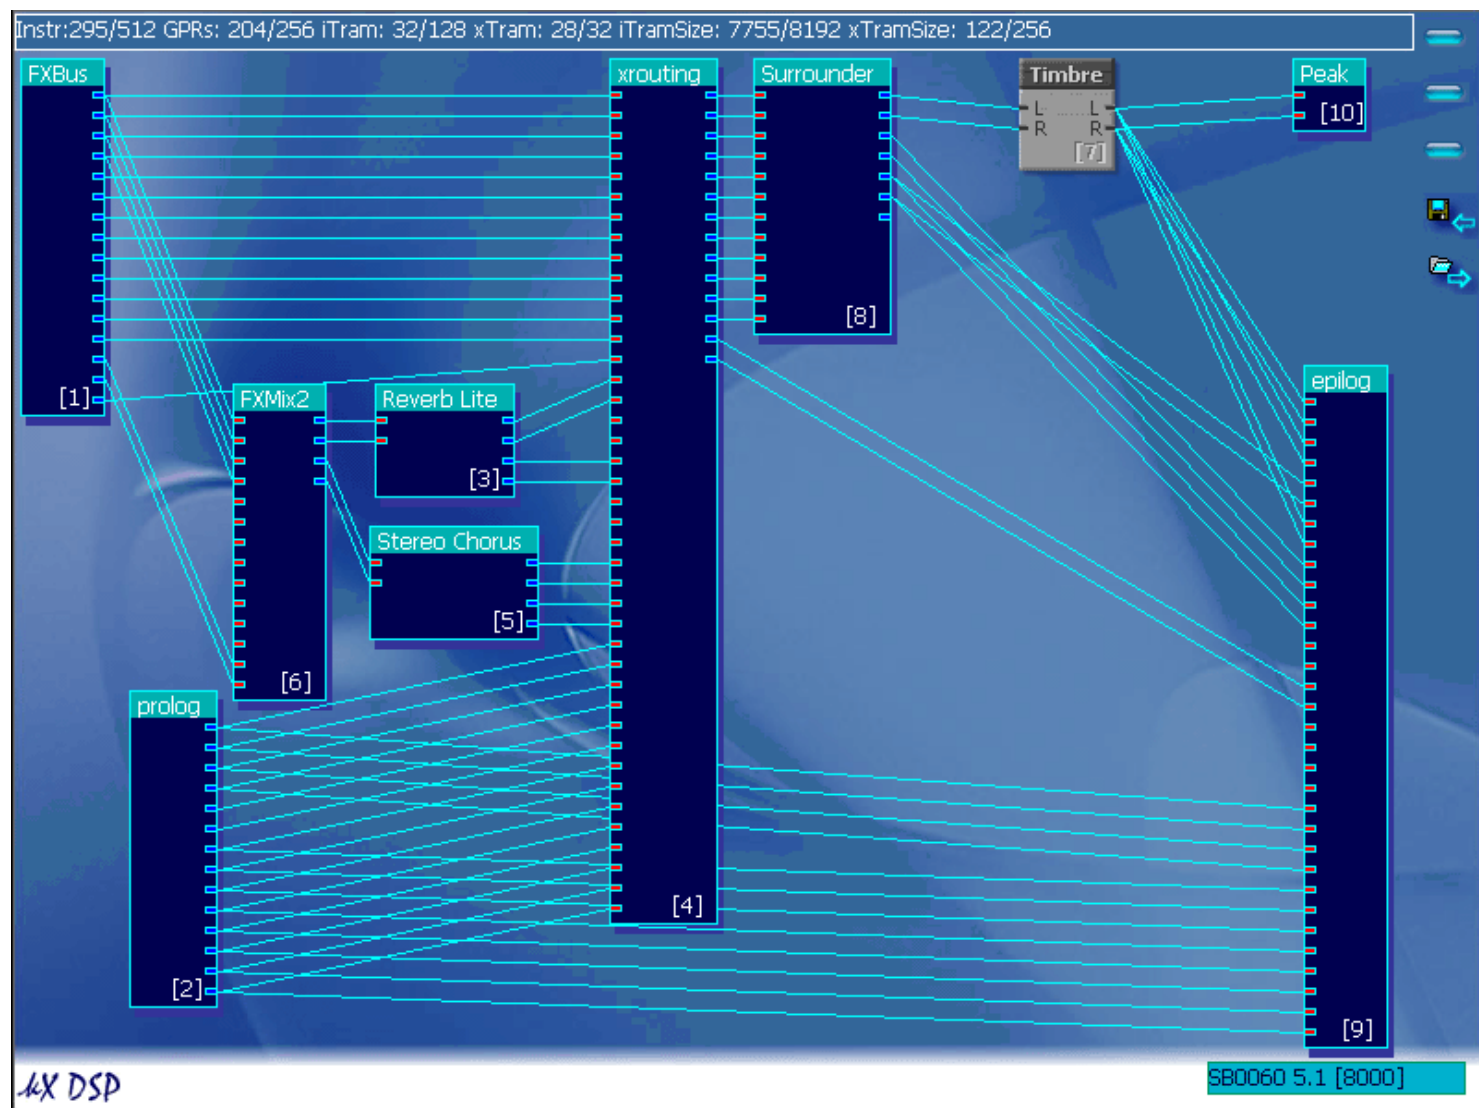 Instr:295/512 GPRs: 204/256 iTram: 32/128 xTram: 28/32 iTramSize: 7755/8192 xTramSize: 122/256
FXBus
xrouting
Surrounder
Timbre
Peak
L L
R R
[7]
[10]
[8]
[1]
FXMix2
Reverb Lite
epilog
[3]
Stereo Chorus
[5]
[6]
prolog
[4]
[2]
[9]
kX DSP
SB0060 5.1 [8000]